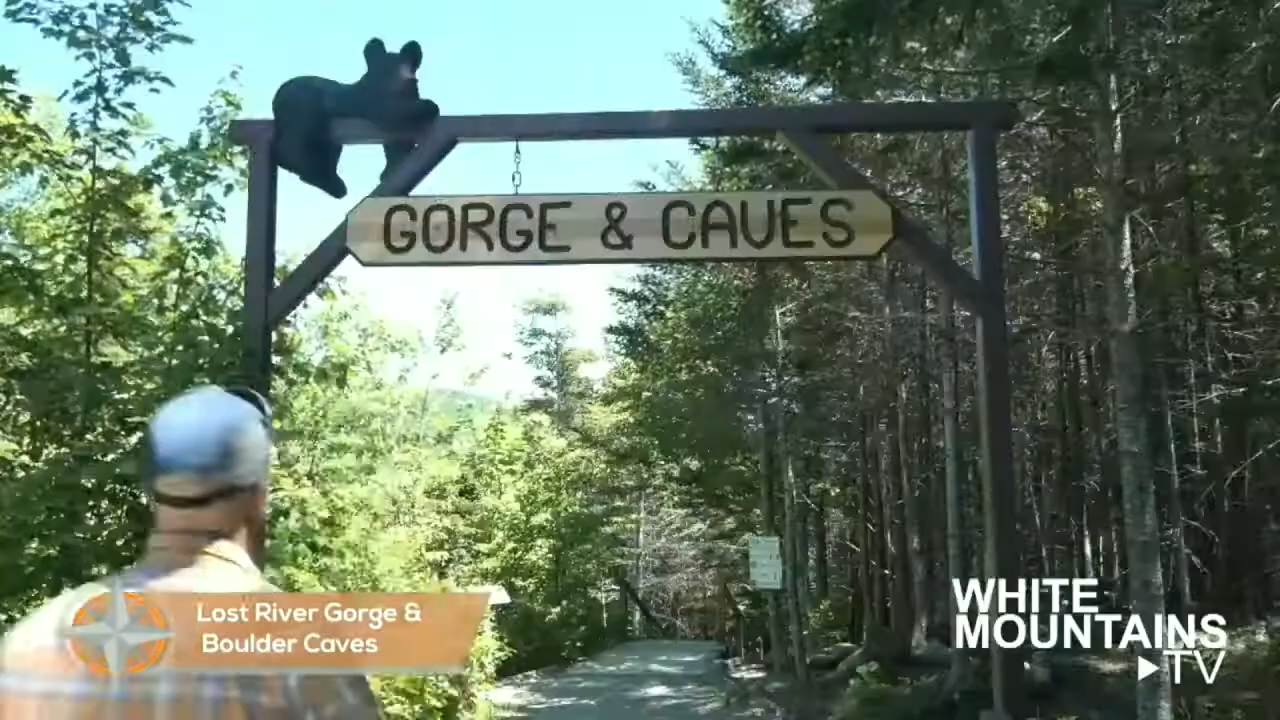 GORGE & CAVES
Lost River Gorge &
Boulder Caves
WHITE
MOUNTAINS
TV